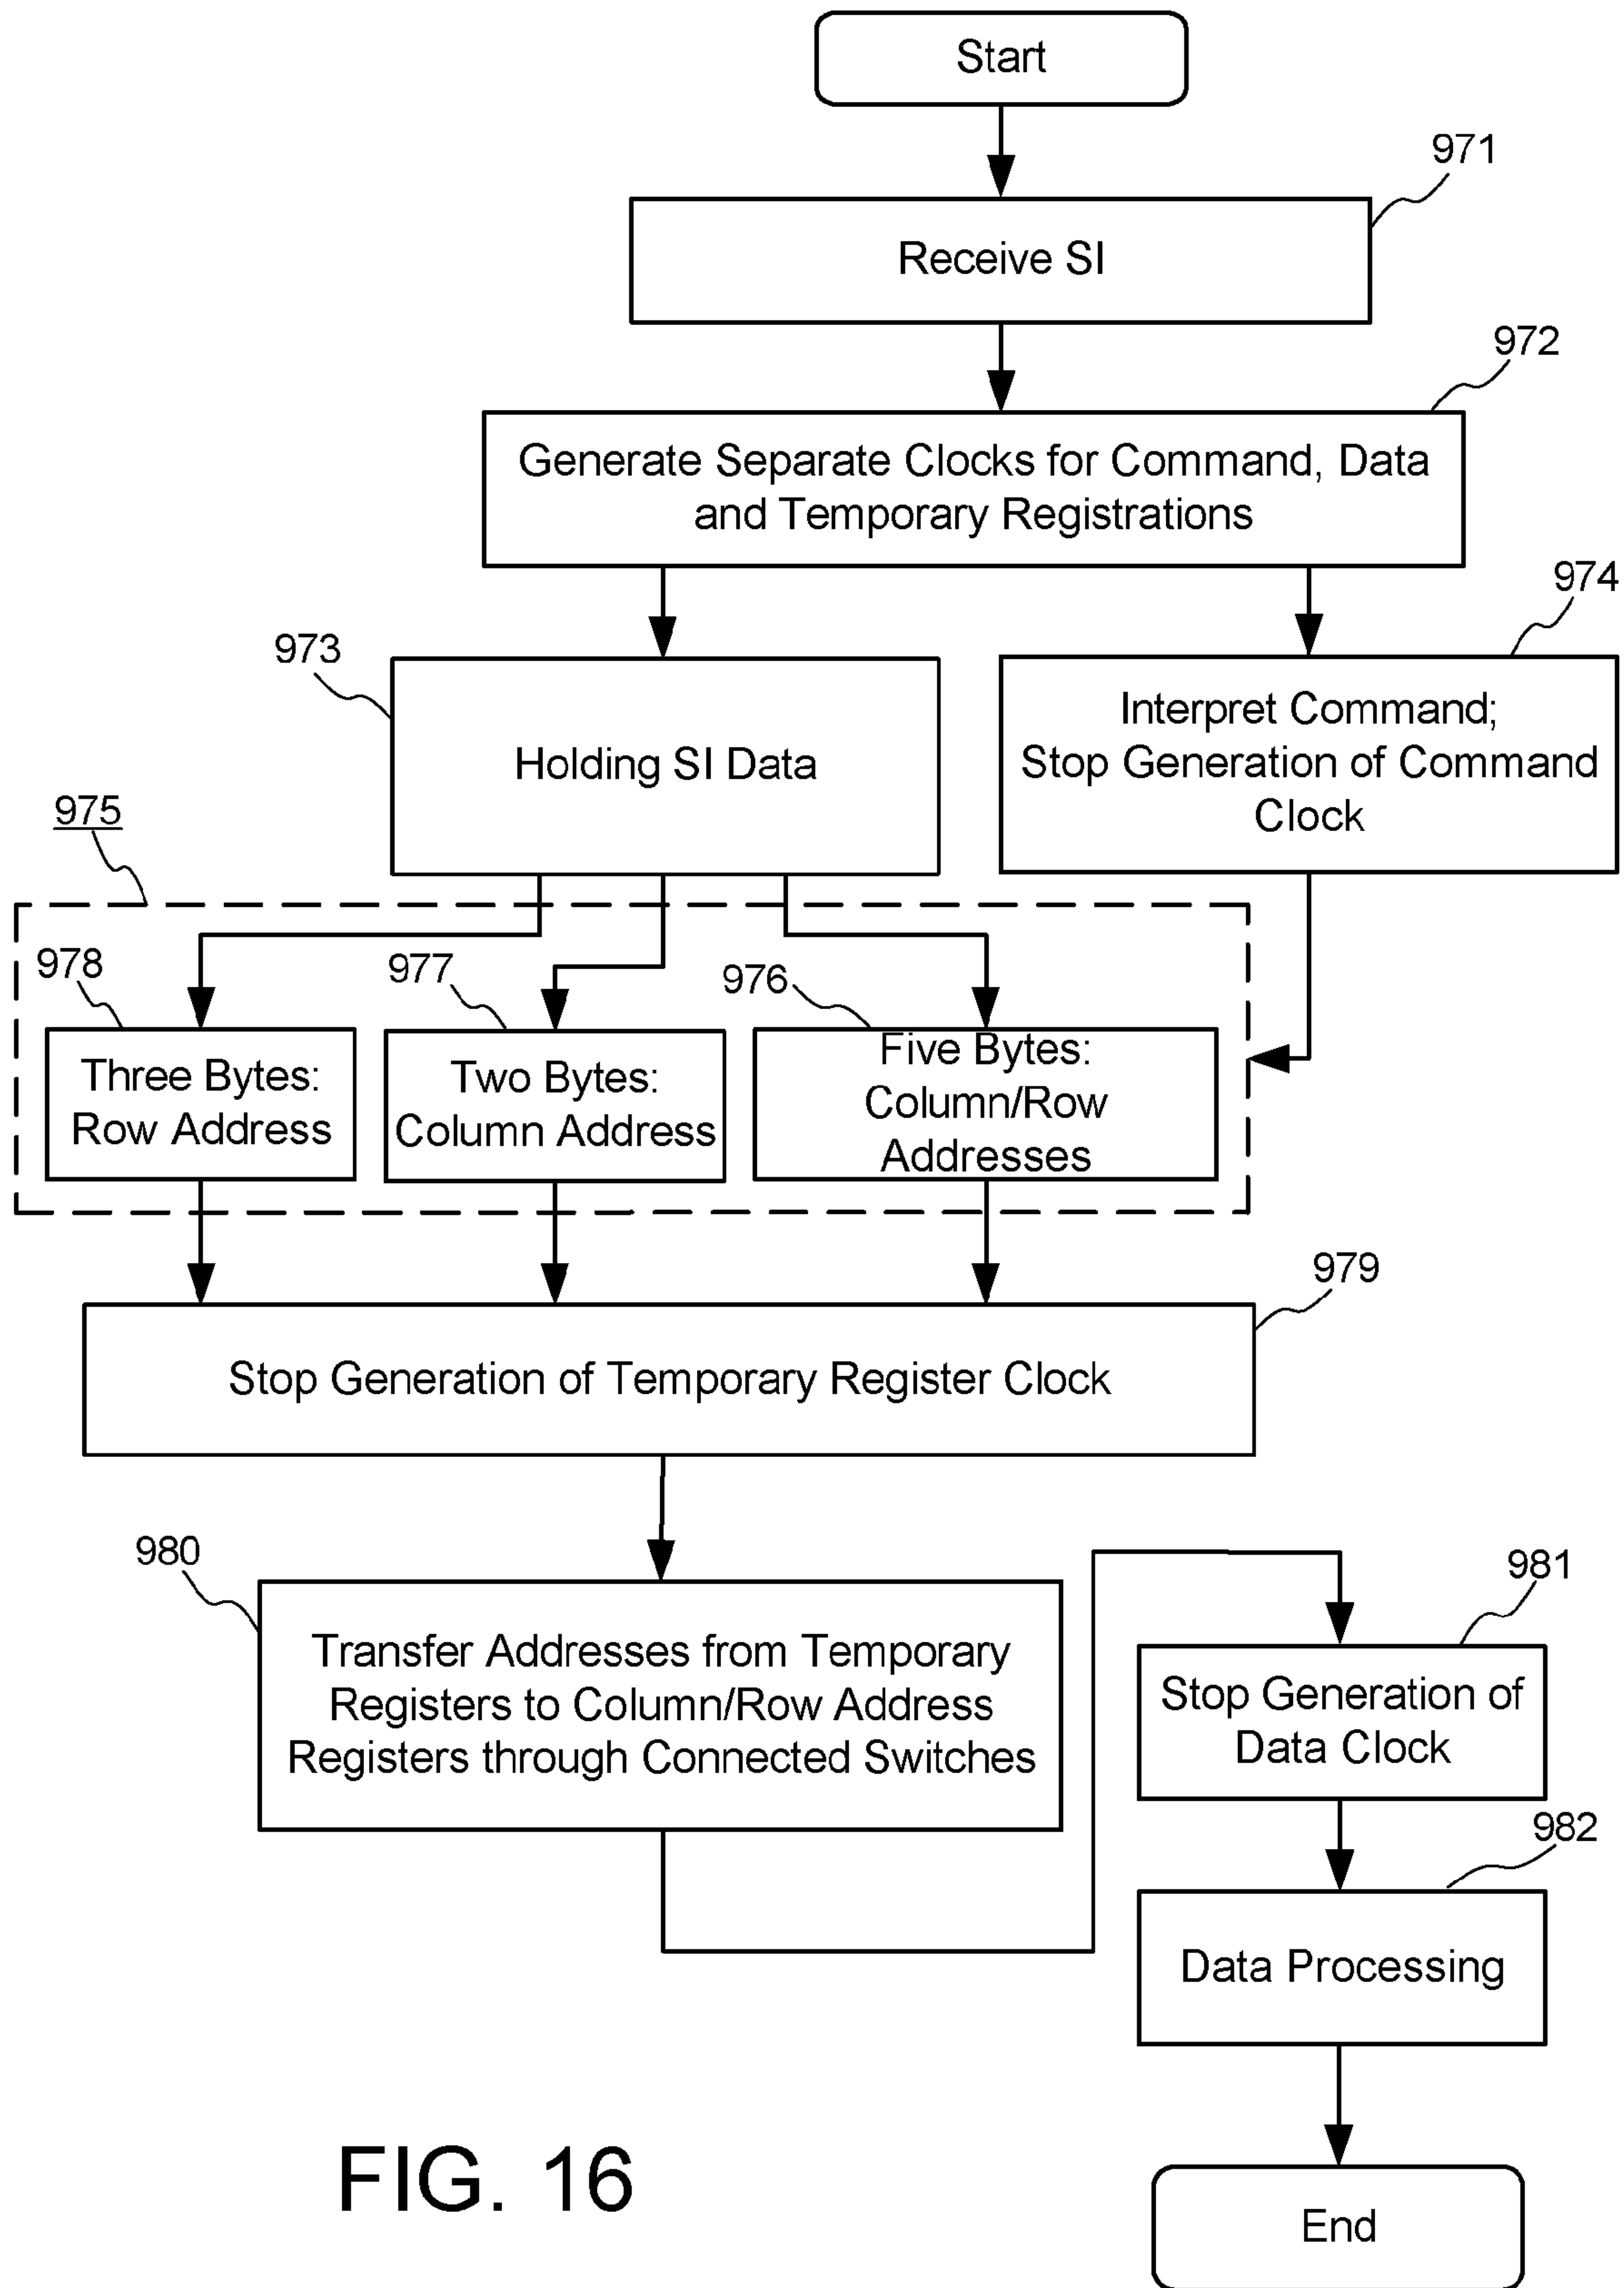 Start
971
Receive SI
972
Generate Separate Clocks for Command, Data
and Temporary Registrations
974
973
Interpret Command;
Stop Generation of Command
Clock
Holding SI Data
975
978
977
976
Three Bytes:
Row Address
Two Bytes:
Column Address
Five Bytes:
Column/Row
Addresses
979
Stop Generation of Temporary Register Clock
980
981
Transfer Addresses from Temporary
Registers to Column/Row Address
Registers through Connected Switches
Stop Generation of
Data Clock
982
Data Processing
FIG. 16
End